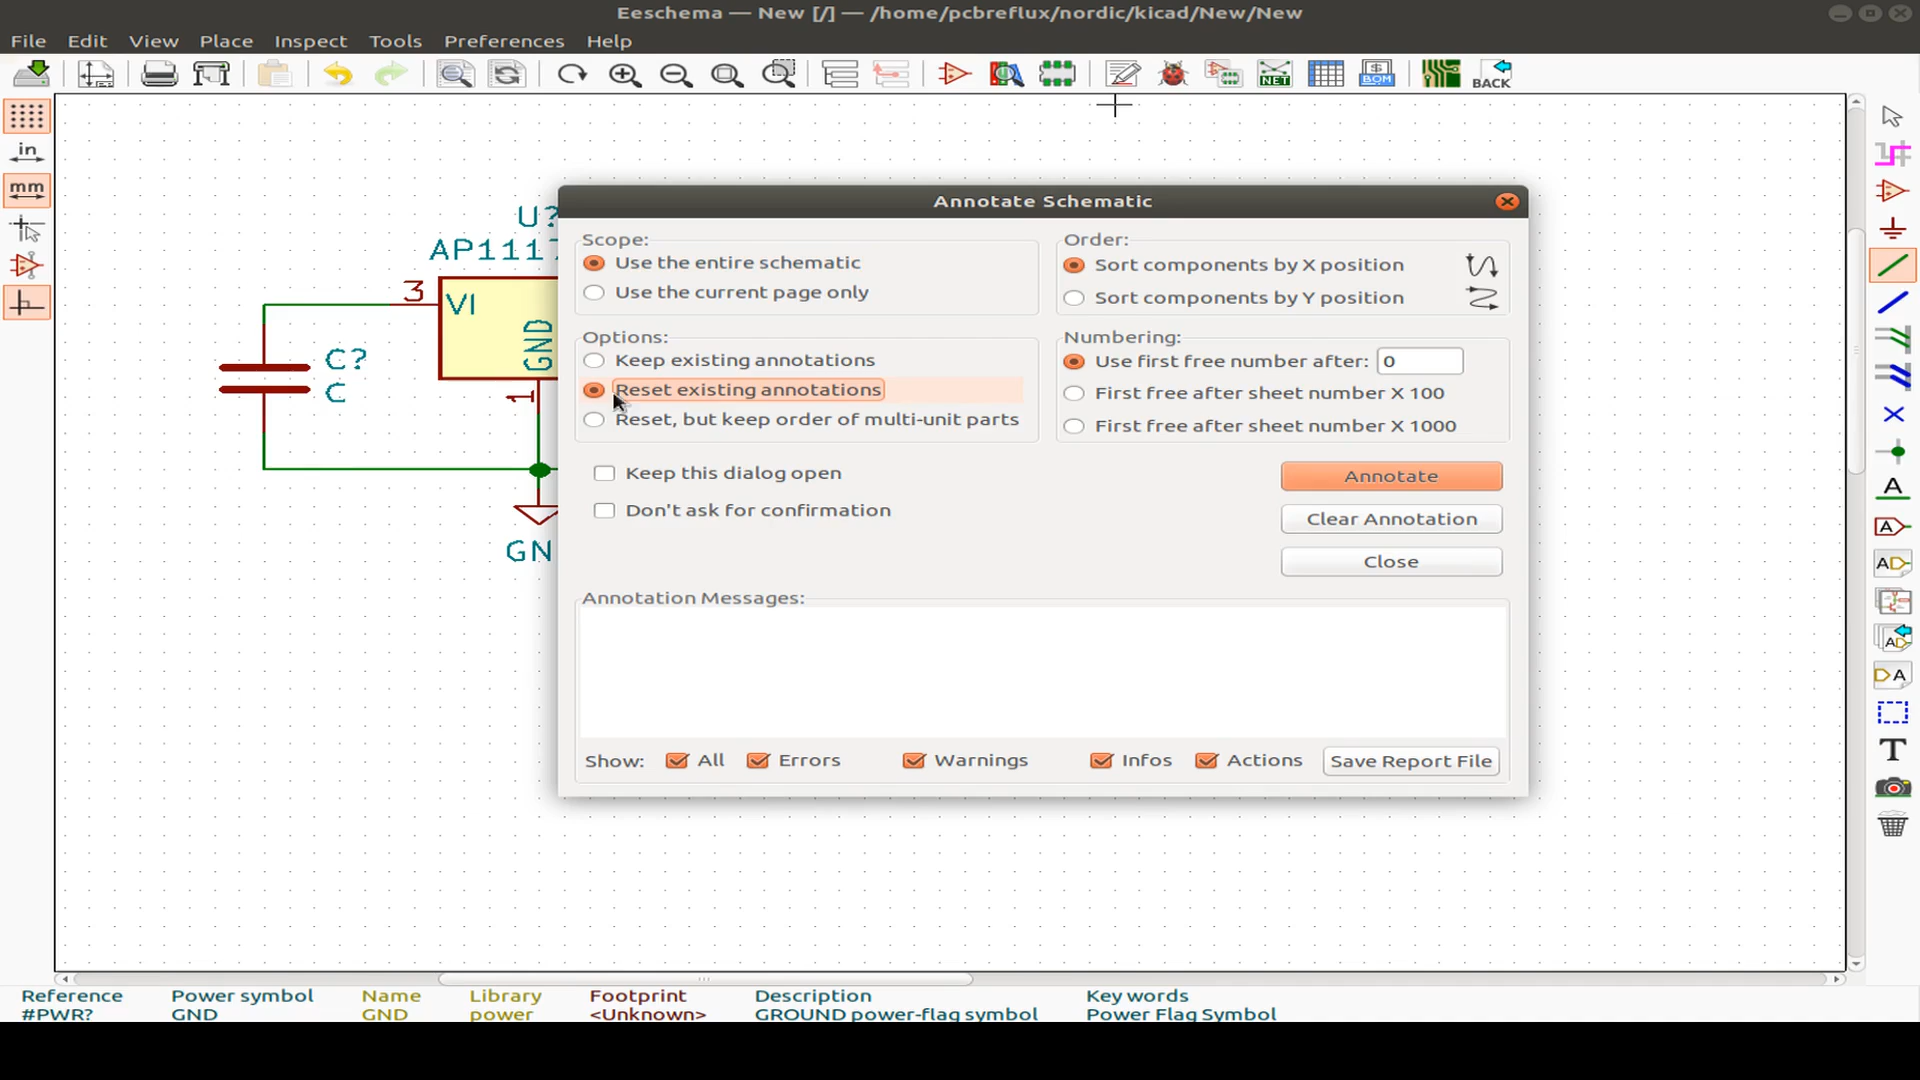 Eeschema — New [/] — /home/pcbreflux/nordic/kicad/New/New
File Edit View Place Inspect Tools Preferences Help
NET
BOM
BACK
in
mm
U?
AP1117
3
VI
GND
1
C?
C
GN
Annotate Schematic
Scope:
Use the entire schematic
Use the current page only
Order:
Sort components by X position
Sort components by Y position
Options:
Keep existing annotations
Reset existing annotations
Reset, but keep order of multi-unit parts
Numbering:
Use first free number after: 0
First free after sheet number X 100
First free after sheet number X 1000
Keep this dialog open
Don't ask for confirmation
Annotate
Clear Annotation
Close
Annotation Messages:
Show: All Errors Warnings Infos Actions Save Report File
A
A
A
A
A
T
Reference Power symbol Name Library Footprint Description Key words
#PWR? GND GND power <Unknown> GROUND power-flag symbol Power Flag Symbol